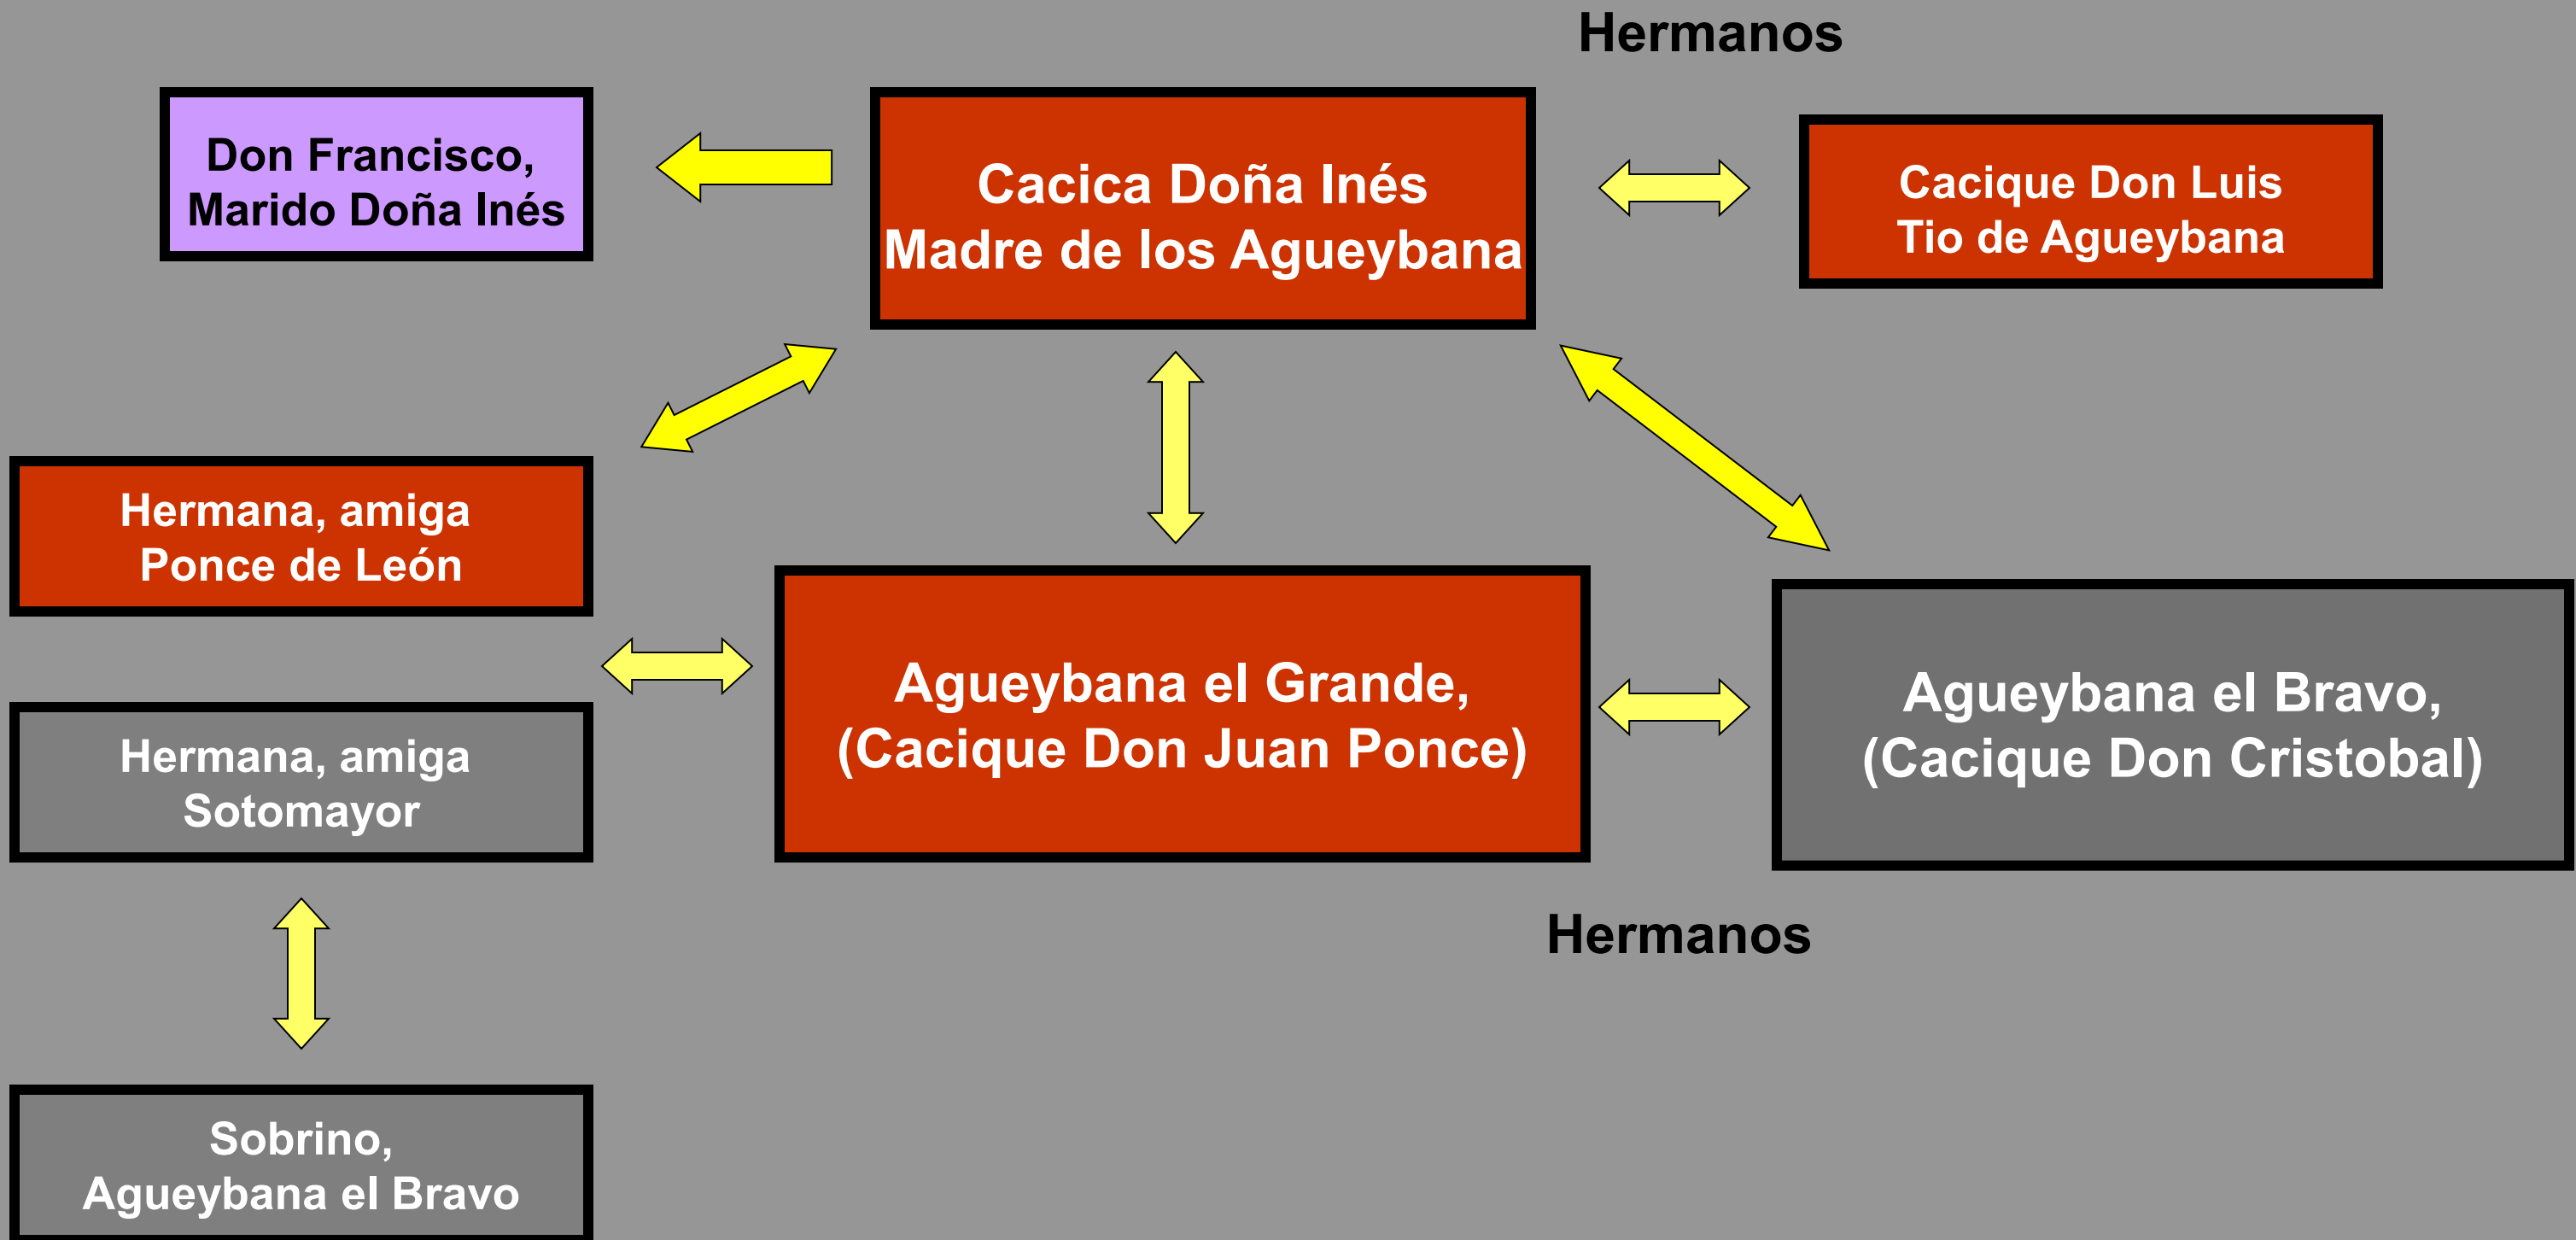 Hermanos
Don Francisco,
Marido Doña Inés
Cacica Doña Inés
Madre de los Agueybana
Cacique Don Luis
Tio de Agueybana
Hermana, amiga
Ponce de León
Hermana, amiga
Sotomayor
Agueybana el Grande,
(Cacique Don Juan Ponce)
Agueybana el Bravo,
(Cacique Don Cristobal)
Hermanos
Sobrino,
Agueybana el Bravo